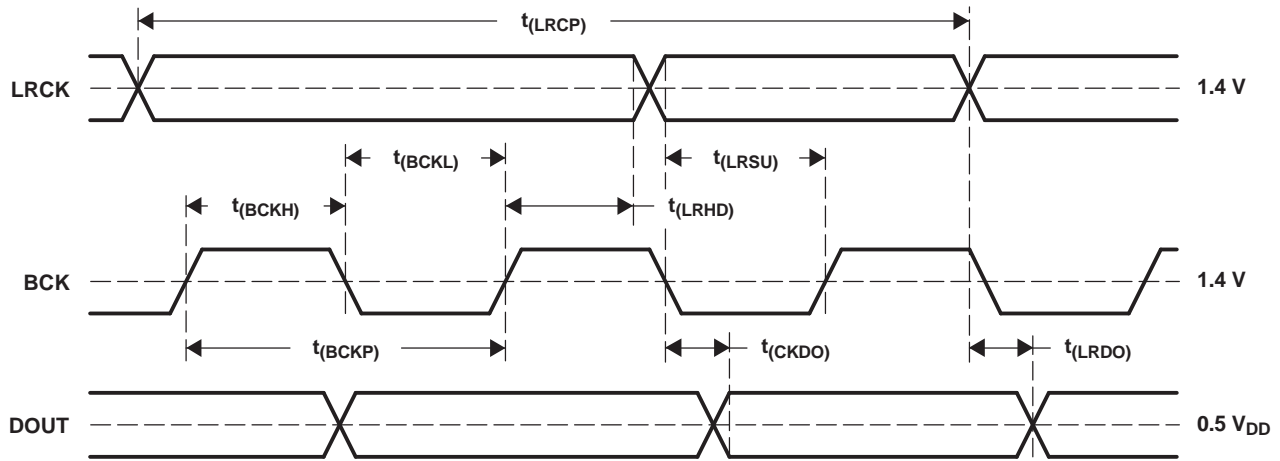 t(LRCP)
LRCK
1.4 V
t(BCKL)
t(LRSU)
t(BCKH)
t(LRHD)
BCK
1.4 V
t(BCKP)
t(CKDO)
t(LRDO)
DOUT
0.5 VDD